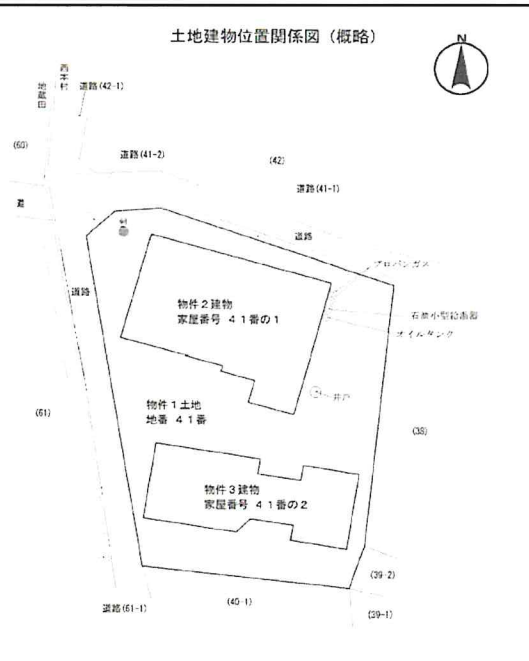 土地建物位置関係図（概略）
N
西本村
地蔵田
道路(42-1)
(60)
道路(41-2)
(42)
道路(41-1)
道
道路
プロパンガス
道路
物件２建物
家屋番号 ４１番の１
石油小型給湯器
オイルタンク
井戸
物件１土地
地番 ４１番
(61)
(38)
物件３建物
家屋番号 ４１番の２
(39-2)
道路(61-1)
(40-1)
(39-1)